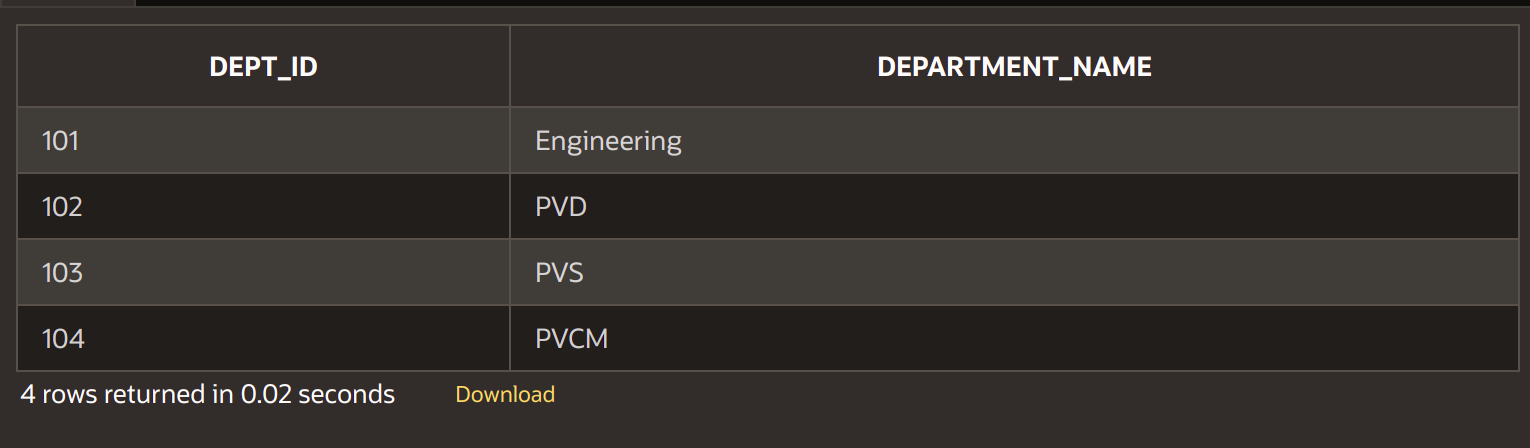 DEPT_ID DEPARTMENT_NAME
101 Engineering
102 PVD
103 PVS
104 PVCM
4 rows returned in 0.02 seconds Download